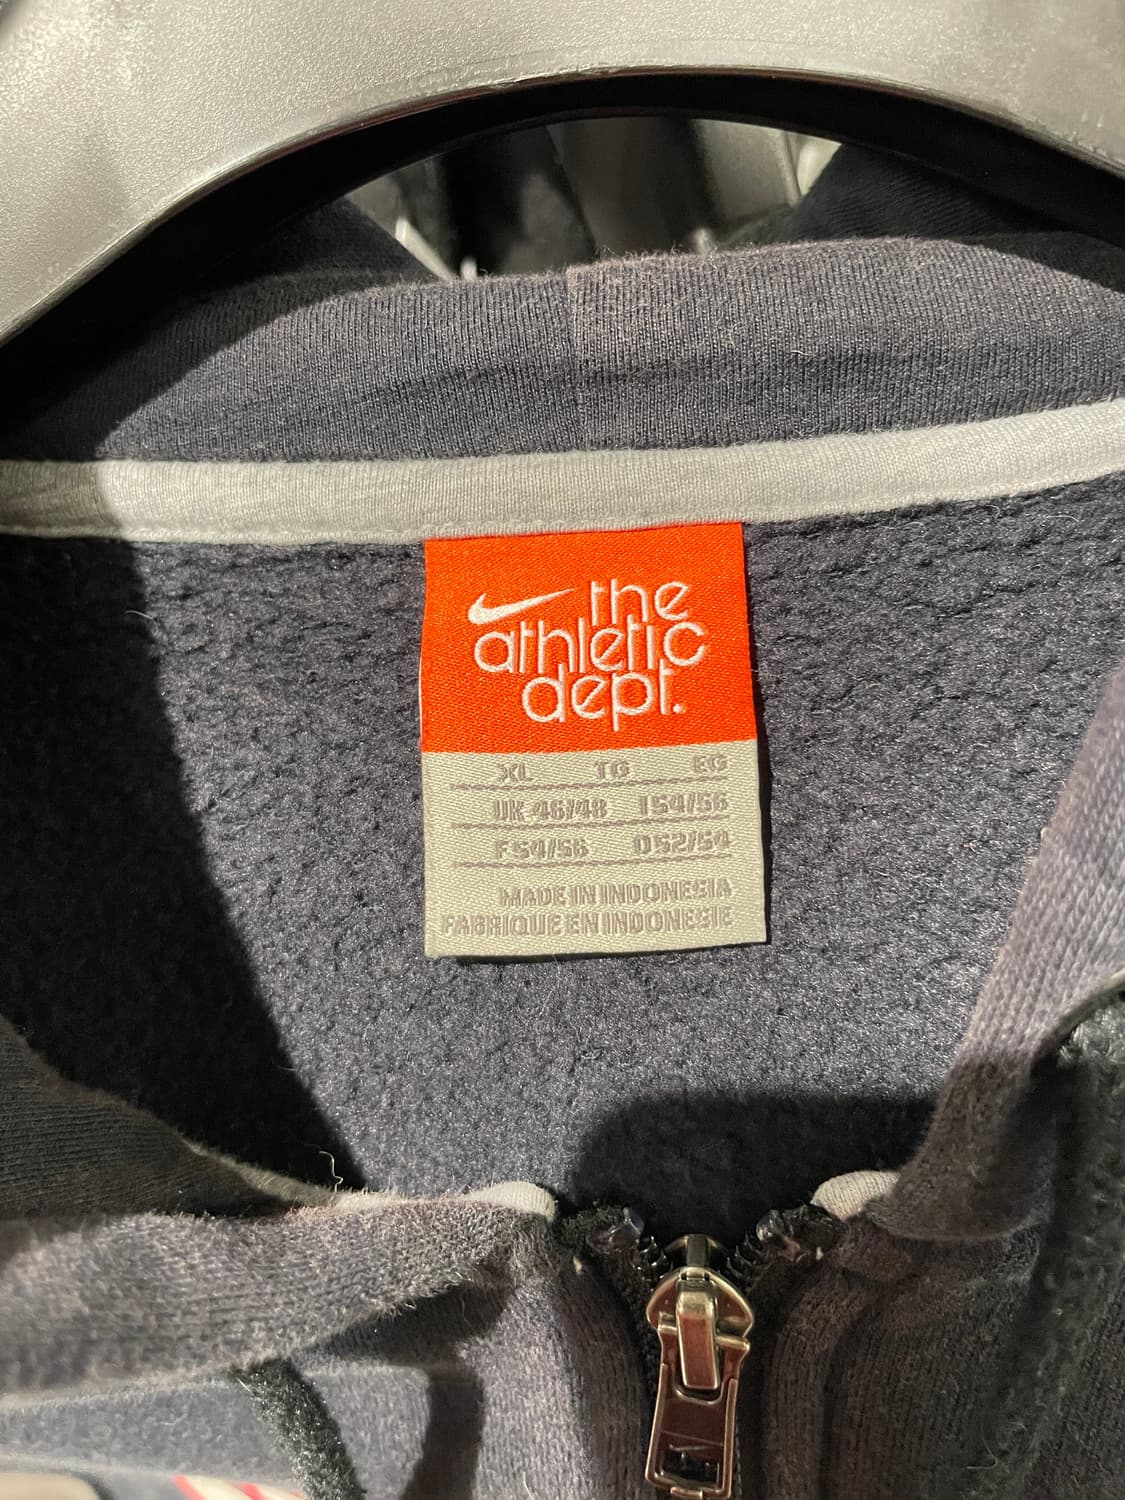 the
athletic
dept.
XL TG EG
UK 46/48 I 54/56
F 54/56 D 52/54
MADE IN INDONESIA
FABRIQUE EN INDONESIE